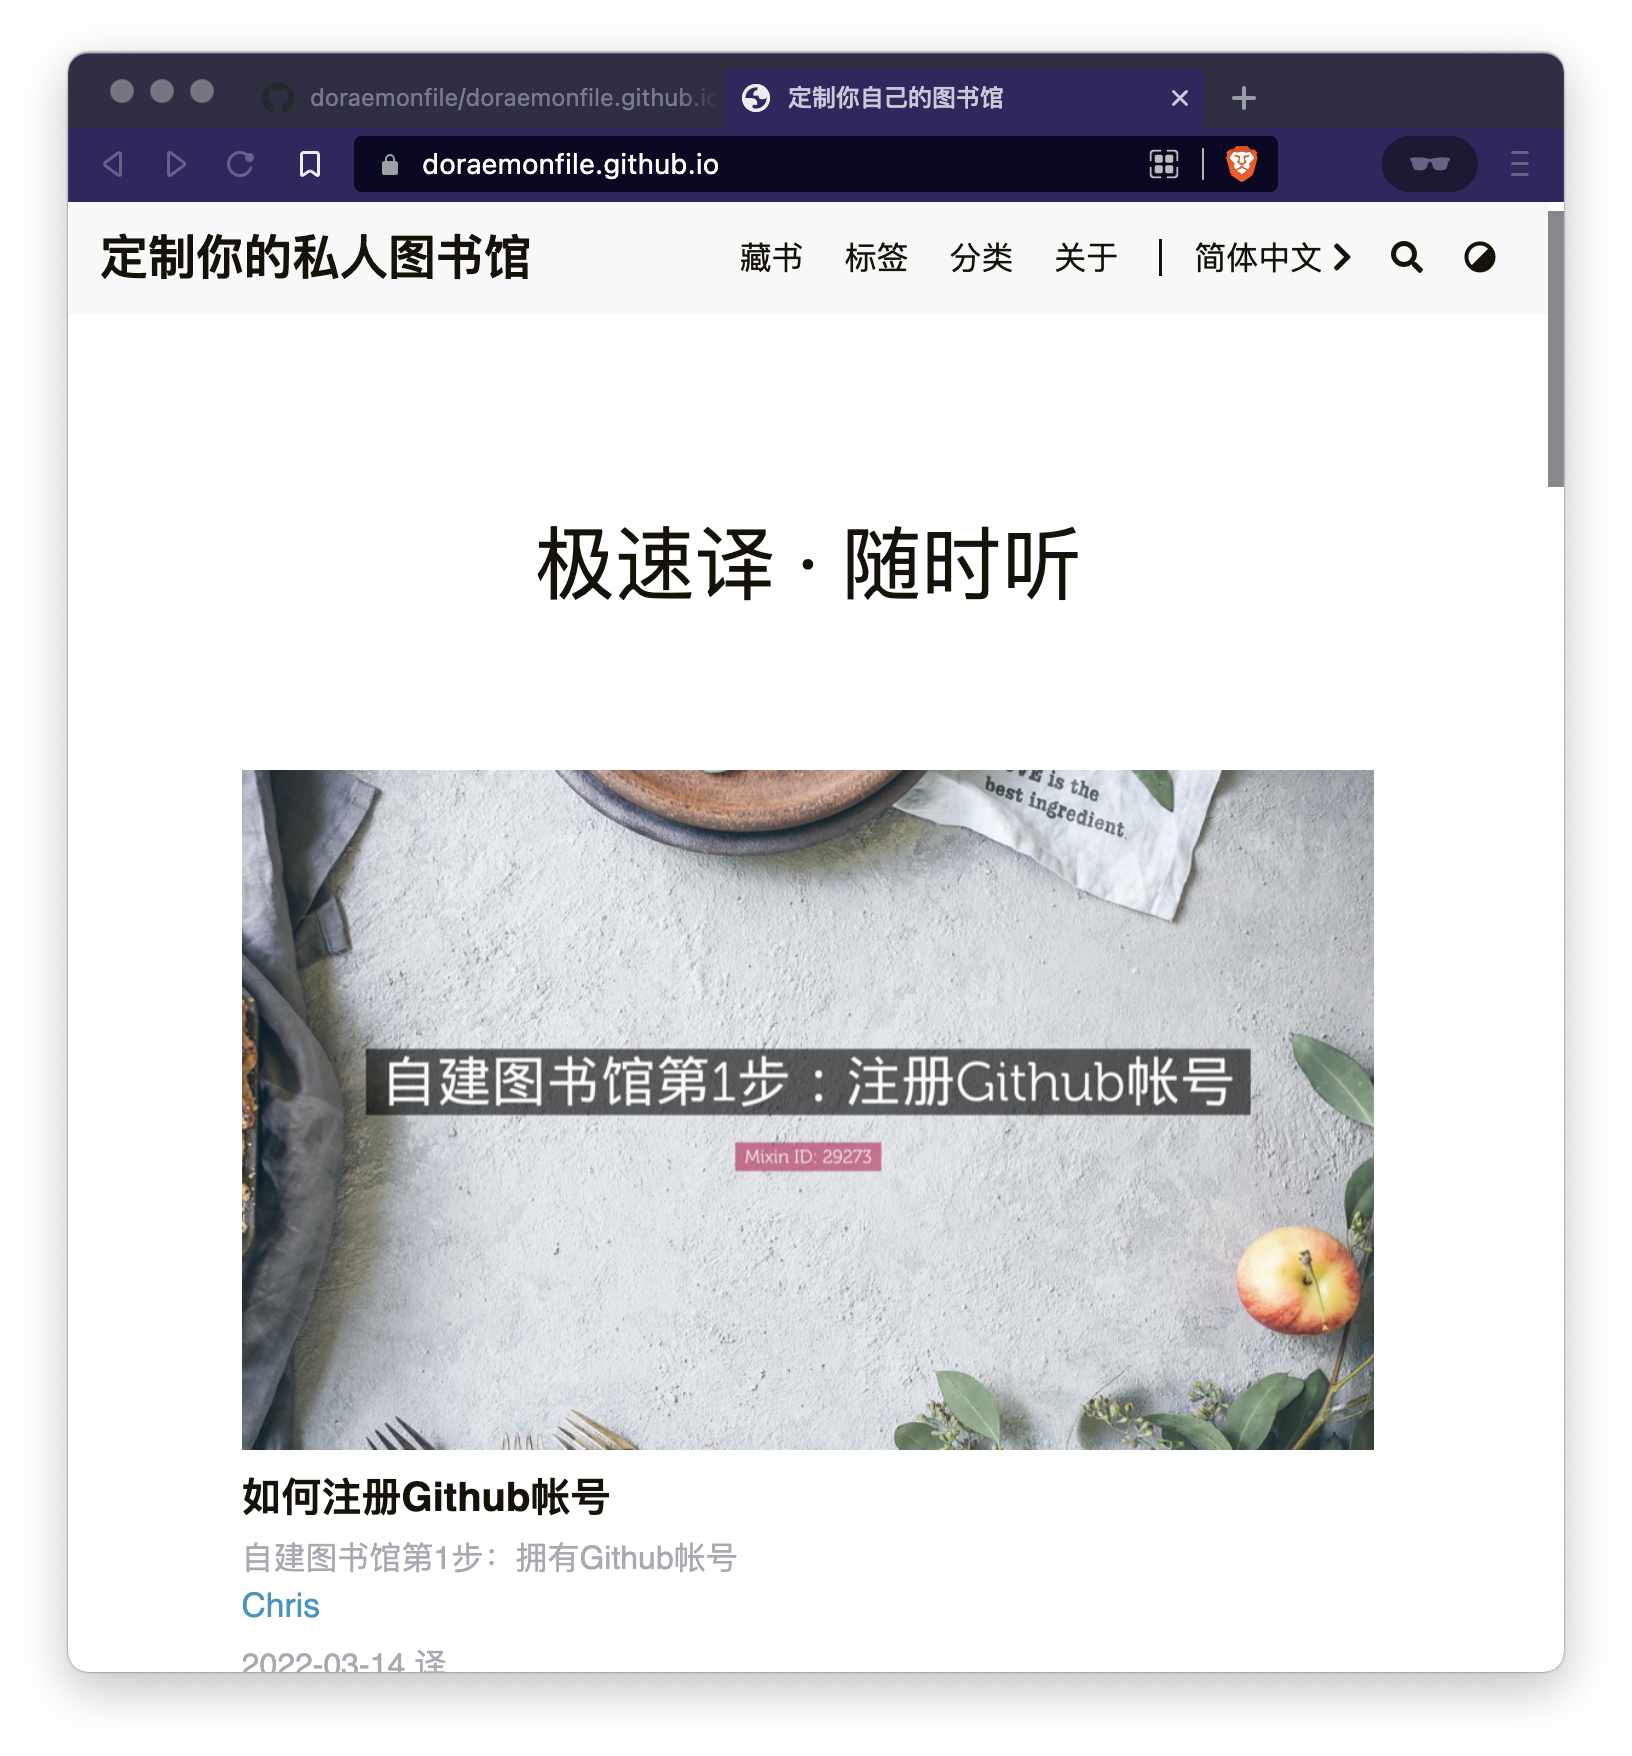 doraemonfile/doraemonfile.github.io
定制你自己的图书馆
doraemonfile.github.io
定制你的私人图书馆
藏书 标签 分类 关于 | 简体中文
极速译 · 随时听
is the
best ingredient
自建图书馆第1步：注册Github帐号
Mixin ID: 29273
如何注册Github帐号
自建图书馆第1步：拥有Github帐号
Chris
2022-03-14 译